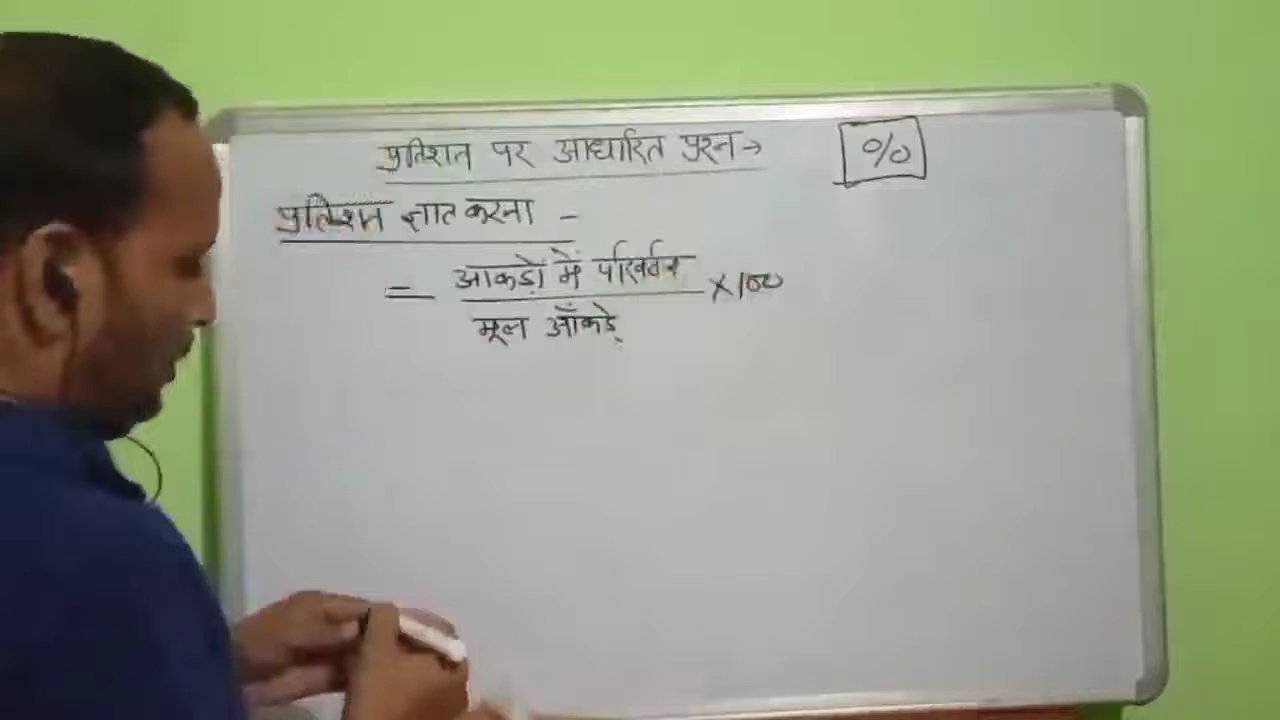 प्रतिशत पर आधारित प्रश्न→
%
प्रतिशत ज्ञात करना -
= आकड़ों में परिवर्तन ×100
मूल आँकड़े